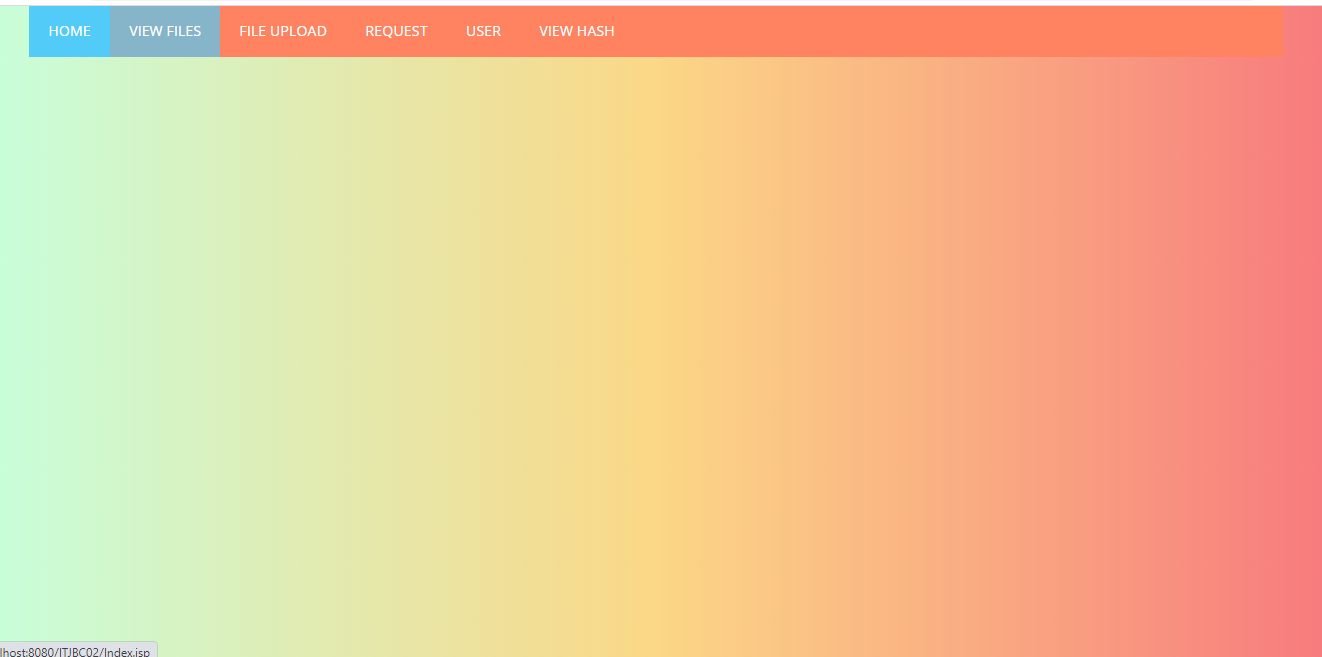 HOME VIEW FILES FILE UPLOAD REQUEST USER VIEW HASH
lhost:8080/ITJBC02/Index.jsp